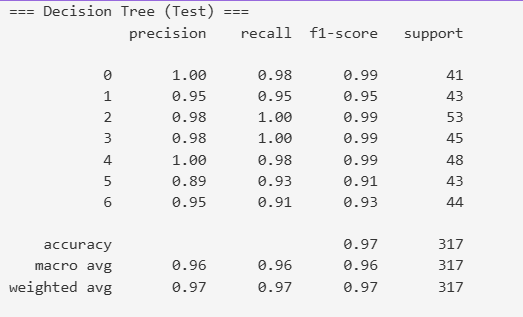 === Decision Tree (Test) ===
precision recall f1-score support
0 1.00 0.98 0.99 41
1 0.95 0.95 0.95 43
2 0.98 1.00 0.99 53
3 0.98 1.00 0.99 45
4 1.00 0.98 0.99 48
5 0.89 0.93 0.91 43
6 0.95 0.91 0.93 44
accuracy 0.97 317
macro avg 0.96 0.96 0.96 317
weighted avg 0.97 0.97 0.97 317